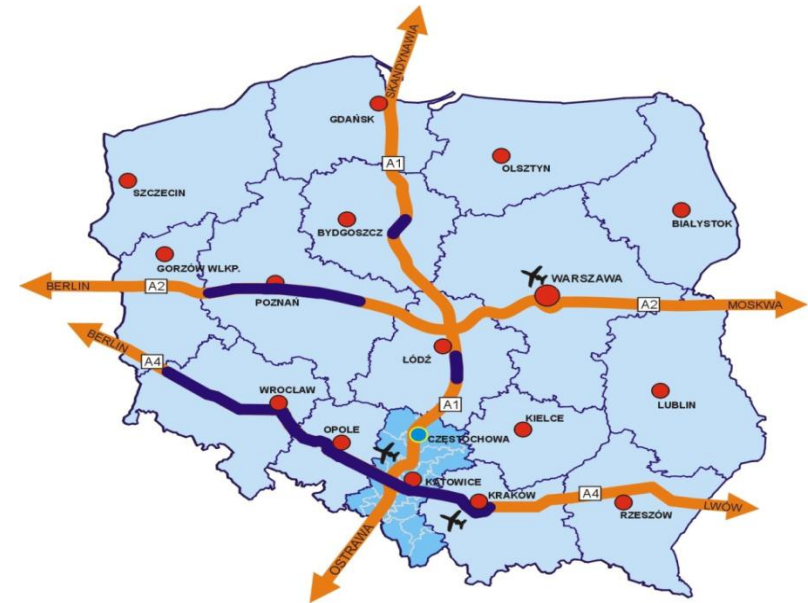 SKANDYNAWIA
GDAŃSK
A1
OLSZTYN
SZCZECIN
BYDGOSZCZ
BIAŁYSTOK
GORZÓW WLKP.
WARSZAWA
BERLIN
A2
POZNAŃ
A2
MOSKWA
BERLIN
A4
ŁÓDŹ
WROCLAW
A1
LUBLIN
OPOLE
KIELCE
CZĘSTOCHOWA
KATOWICE
KRAKÓW
A4
LWÓW
RZESZÓW
OSTRAWA